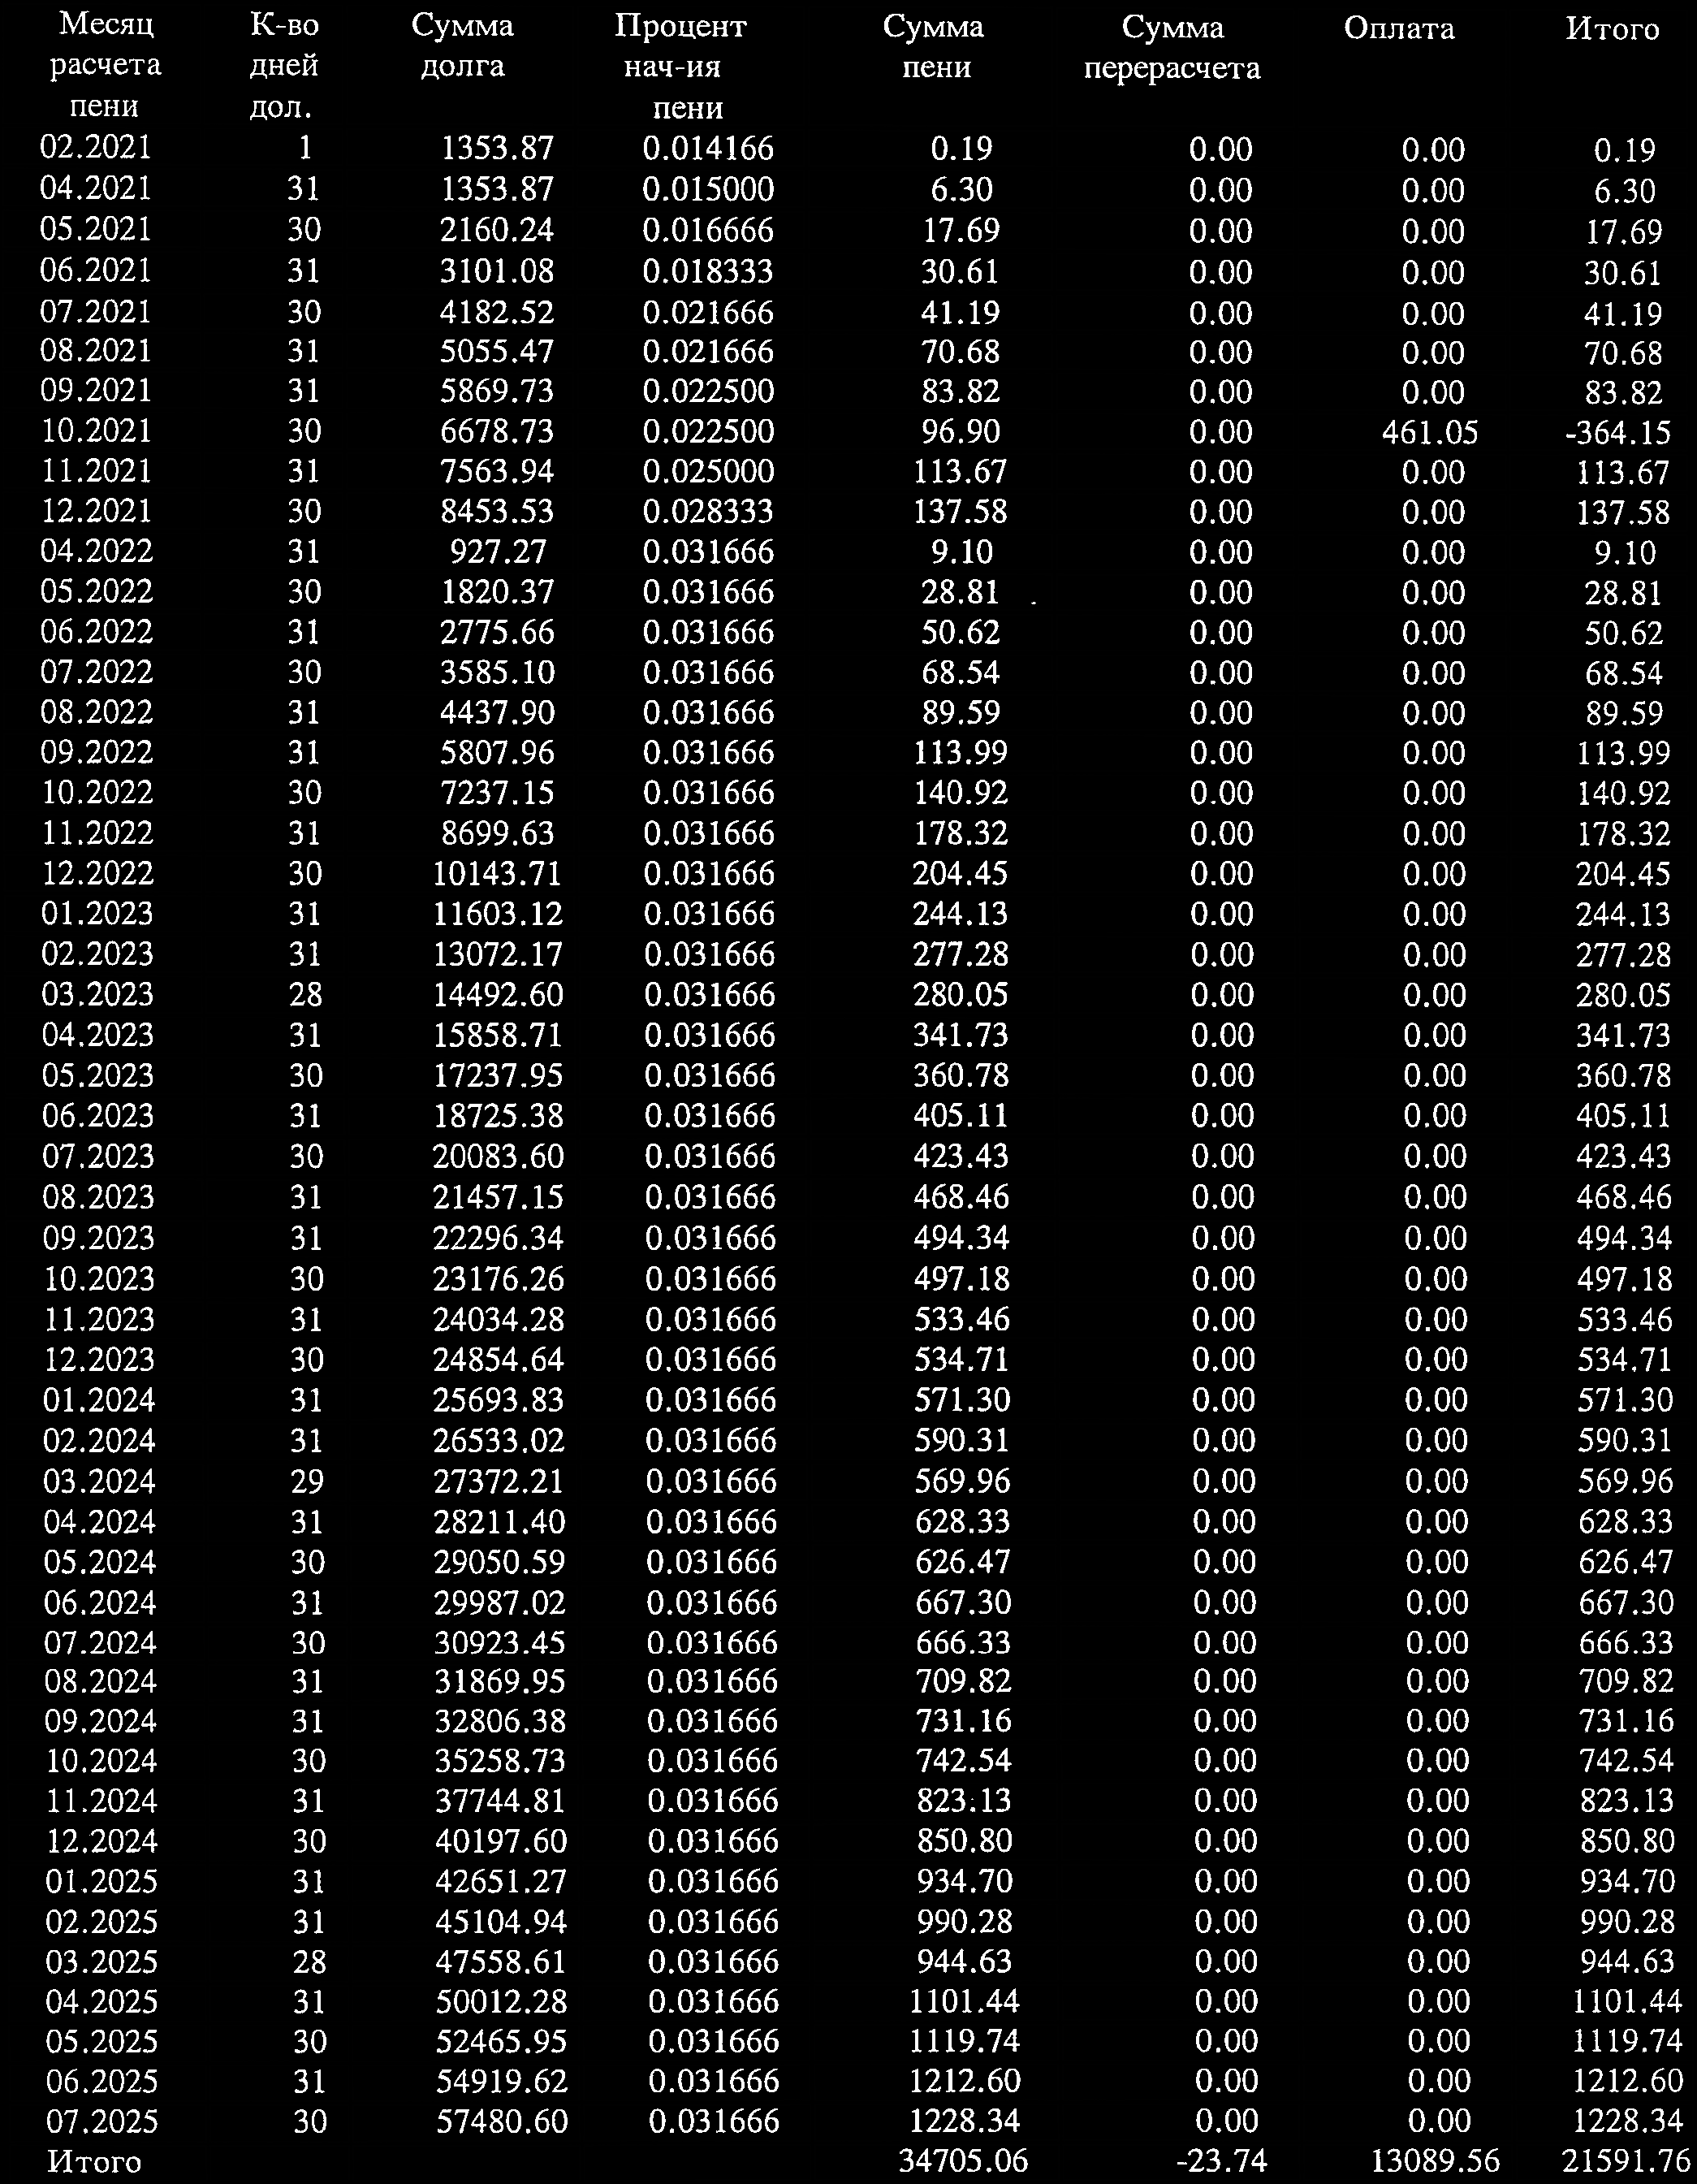 Месяц К-во Сумма Процент Сумма Сумма Оплата Итого
расчета дней долга нач-ия пени перерасчета
пени дол. пени
02.2021 1 1353.87 0.014166 0.19 0.00 0.00 0.19
04.2021 31 1353.87 0.015000 6.30 0.00 0.00 6.30
05.2021 30 2160.24 0.016666 17.69 0.00 0.00 17.69
06.2021 31 3101.08 0.018333 30.61 0.00 0.00 30.61
07.2021 30 4182.52 0.021666 41.19 0.00 0.00 41.19
08.2021 31 5055.47 0.021666 70.68 0.00 0.00 70.68
09.2021 31 5869.73 0.022500 83.82 0.00 0.00 83.82
10.2021 30 6678.73 0.022500 96.90 0.00 461.05 -364.15
11.2021 31 7563.94 0.025000 113.67 0.00 0.00 113.67
12.2021 30 8453.53 0.028333 137.58 0.00 0.00 137.58
04.2022 31 927.27 0.031666 9.10 0.00 0.00 9.10
05.2022 30 1820.37 0.031666 28.81 0.00 0.00 28.81
06.2022 31 2775.66 0.031666 50.62 0.00 0.00 50.62
07.2022 30 3585.10 0.031666 68.54 0.00 0.00 68.54
08.2022 31 4437.90 0.031666 89.59 0.00 0.00 89.59
09.2022 31 5807.96 0.031666 113.99 0.00 0.00 113.99
10.2022 30 7237.15 0.031666 140.92 0.00 0.00 140.92
11.2022 31 8699.63 0.031666 178.32 0.00 0.00 178.32
12.2022 30 10143.71 0.031666 204.45 0.00 0.00 204.45
01.2023 31 11603.12 0.031666 244.13 0.00 0.00 244.13
02.2023 31 13072.17 0.031666 277.28 0.00 0.00 277.28
03.2023 28 14492.60 0.031666 280.05 0.00 0.00 280.05
04.2023 31 15858.71 0.031666 341.73 0.00 0.00 341.73
05.2023 30 17237.95 0.031666 360.78 0.00 0.00 360.78
06.2023 31 18725.38 0.031666 405.11 0.00 0.00 405.11
07.2023 30 20083.60 0.031666 423.43 0.00 0.00 423.43
08.2023 31 21457.15 0.031666 468.46 0.00 0.00 468.46
09.2023 31 22296.34 0.031666 494.34 0.00 0.00 494.34
10.2023 30 23176.26 0.031666 497.18 0.00 0.00 497.18
11.2023 31 24034.28 0.031666 533.46 0.00 0.00 533.46
12.2023 30 24854.64 0.031666 534.71 0.00 0.00 534.71
01.2024 31 25693.83 0.031666 571.30 0.00 0.00 571.30
02.2024 31 26533.02 0.031666 590.31 0.00 0.00 590.31
03.2024 29 27372.21 0.031666 569.96 0.00 0.00 569.96
04.2024 31 28211.40 0.031666 628.33 0.00 0.00 628.33
05.2024 30 29050.59 0.031666 626.47 0.00 0.00 626.47
06.2024 31 29987.02 0.031666 667.30 0.00 0.00 667.30
07.2024 30 30923.45 0.031666 666.33 0.00 0.00 666.33
08.2024 31 31869.95 0.031666 709.82 0.00 0.00 709.82
09.2024 31 32806.38 0.031666 731.16 0.00 0.00 731.16
10.2024 30 35258.73 0.031666 742.54 0.00 0.00 742.54
11.2024 31 37744.81 0.031666 823.13 0.00 0.00 823.13
12.2024 30 40197.60 0.031666 850.80 0.00 0.00 850.80
01.2025 31 42651.27 0.031666 934.70 0.00 0.00 934.70
02.2025 31 45104.94 0.031666 990.28 0.00 0.00 990.28
03.2025 28 47558.61 0.031666 944.63 0.00 0.00 944.63
04.2025 31 50012.28 0.031666 1101.44 0.00 0.00 1101.44
05.2025 30 52465.95 0.031666 1119.74 0.00 0.00 1119.74
06.2025 31 54919.62 0.031666 1212.60 0.00 0.00 1212.60
07.2025 30 57480.60 0.031666 1228.34 0.00 0.00 1228.34
Итого 34705.06 -23.74 13089.56 21591.76